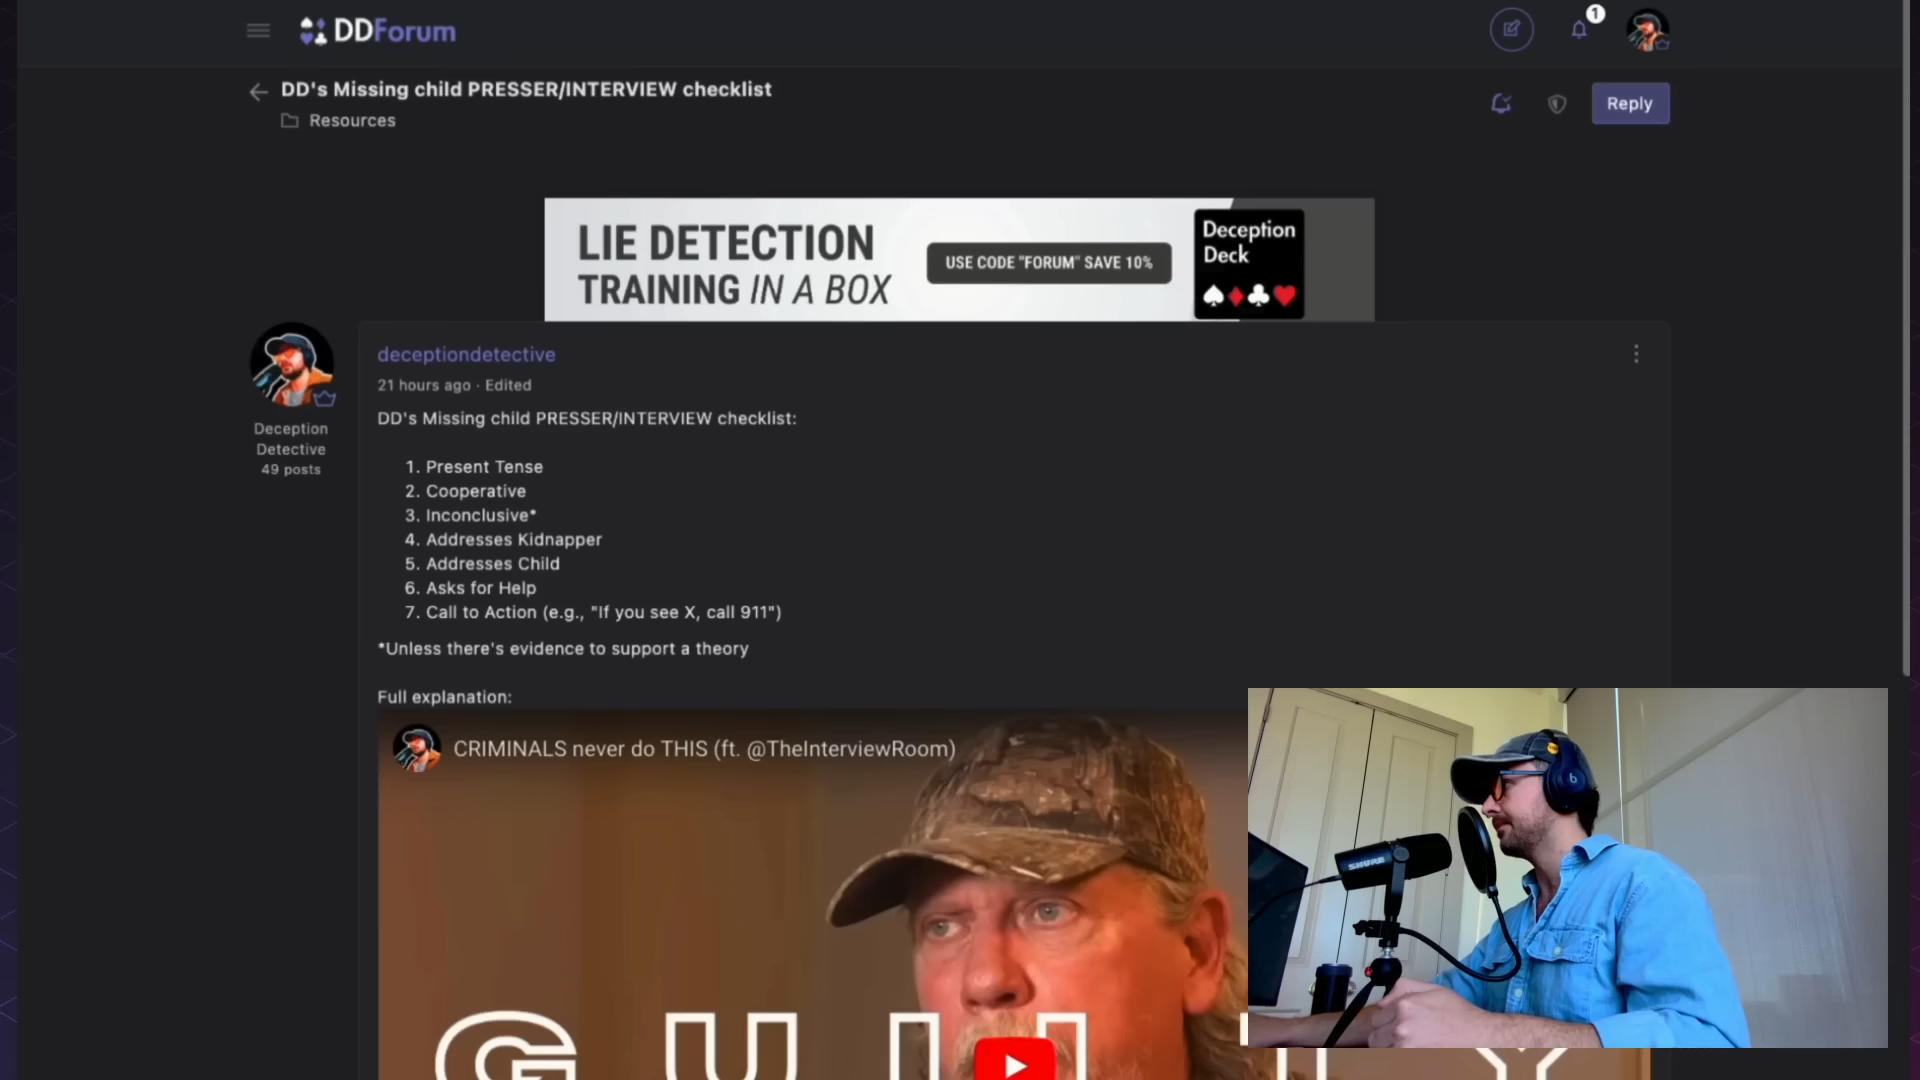 DDForum
1
DD's Missing child PRESSER/INTERVIEW checklist
Resources
Reply
LIE DETECTION
TRAINING IN A BOX
USE CODE "FORUM" SAVE 10%
Deception
Deck
deceptiondetective
21 hours ago · Edited
Deception
Detective
49 posts
DD's Missing child PRESSER/INTERVIEW checklist:
1. Present Tense
2. Cooperative
3. Inconclusive*
4. Addresses Kidnapper
5. Addresses Child
6. Asks for Help
7. Call to Action (e.g., "If you see X, call 911")
*Unless there's evidence to support a theory
Full explanation:
CRIMINALS never do THIS (ft. @TheInterviewRoom)
GUILTY
SHURE
b